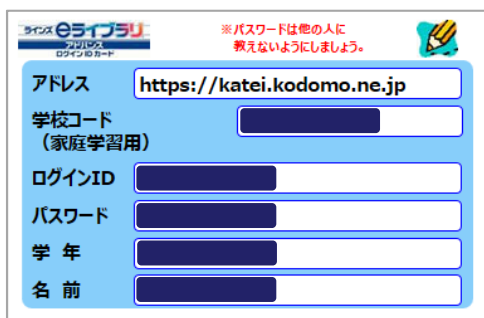 ラインズeライブラリ
アドバンス
ログインIDカード
※パスワードは他の人に
教えないようにしましょう。
アドレス https://katei.kodomo.ne.jp
学校コード
(家庭学習用)
ログインID
パスワード
学 年
名 前